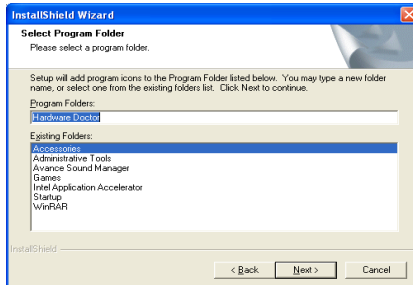 InstallShield Wizard
Select Program Folder
Please select a program folder.
Setup will add program icons to the Program Folder listed below. You may type a new folder
name, or select one from the existing folders list. Click Next to continue.
Program Folders:
Hardware Doctor
Existing Folders:
Accessories
Administrative Tools
Avance Sound Manager
Games
Intel Application Accelerator
Startup
WinRAR
InstallShield
< Back
Next >
Cancel